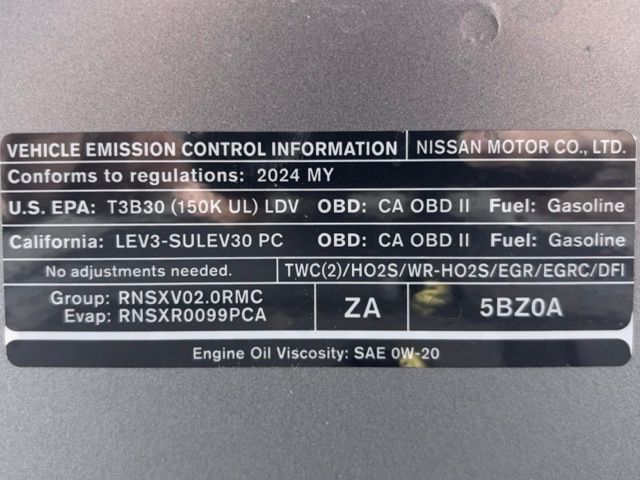 VEHICLE EMISSION CONTROL INFORMATION NISSAN MOTOR CO., LTD.
Conforms to regulations: 2024 MY
U.S. EPA: T3B30 (150K UL) LDV OBD: CA OBD II Fuel: Gasoline
California: LEV3-SULEV30 PC OBD: CA OBD II Fuel: Gasoline
No adjustments needed. TWC(2)/HO2S/WR-HO2S/EGR/EGRC/DFI
Group: RNSXV02.0RMC
Evap: RNSXR0099PCA
ZA
5BZ0A
Engine Oil Viscosity: SAE 0W-20